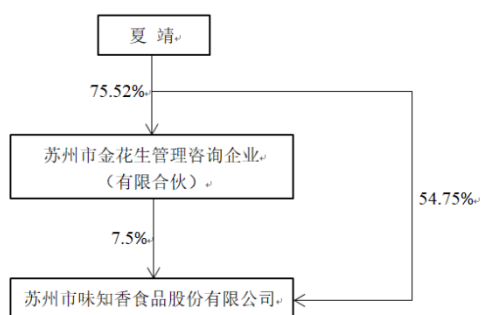 夏 靖
75.52%
苏州市金花生管理咨询企业
（有限合伙）
54.75%
7.5%
苏州市味知香食品股份有限公司